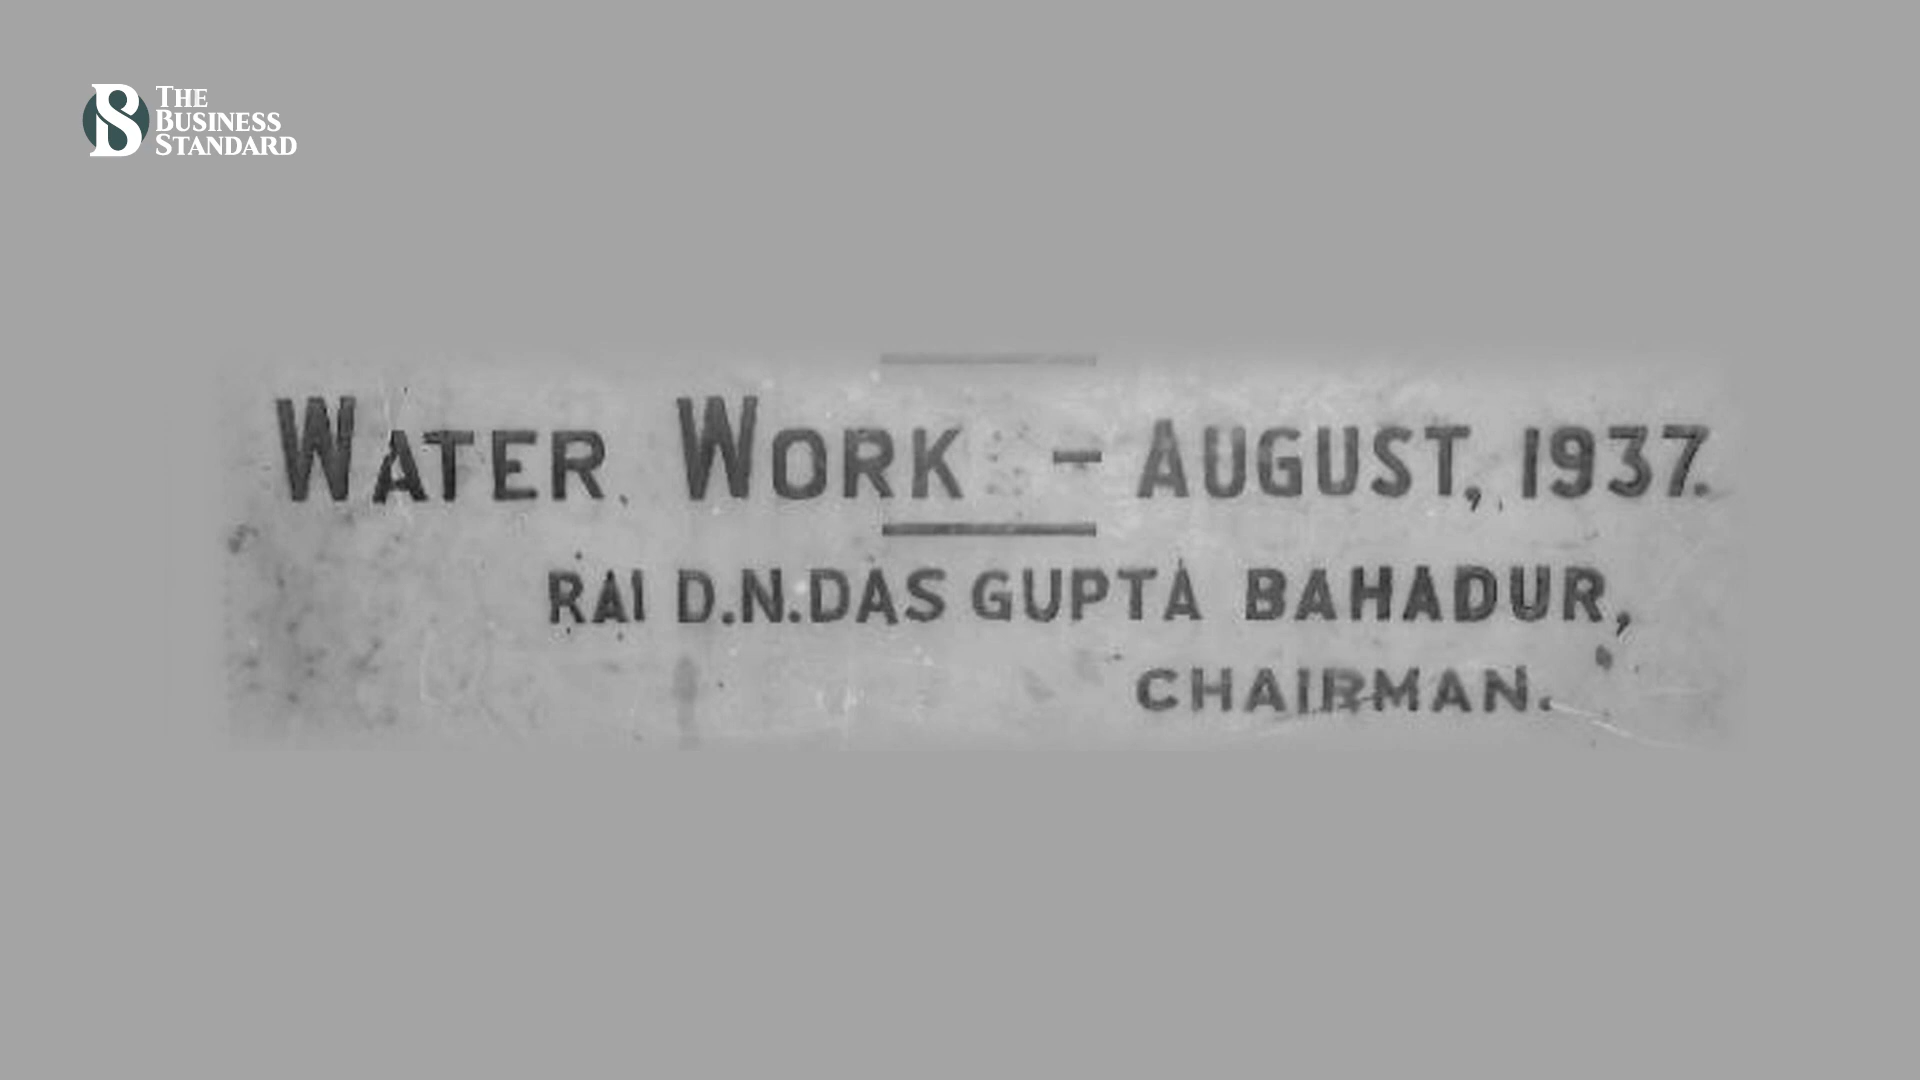 THE
BUSINESS
STANDARD
WATER WORK - AUGUST, 1937.
RAI D.N.DAS GUPTA BAHADUR,
CHAIRMAN.